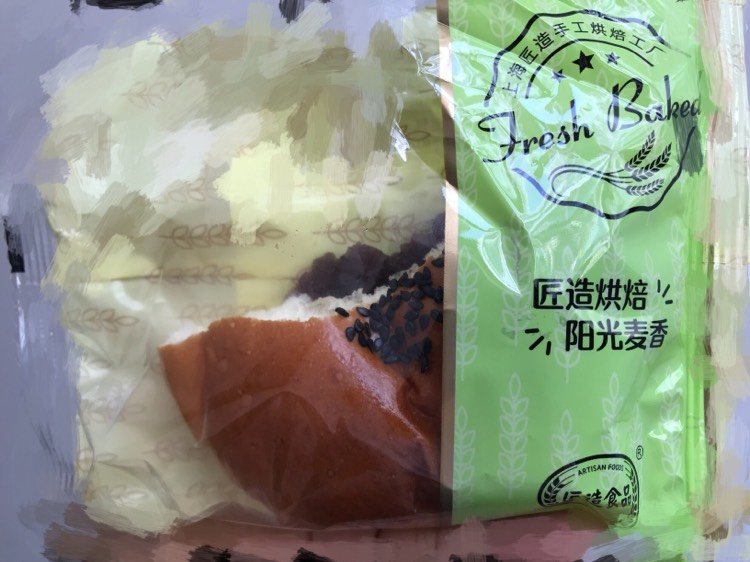 上海匠造手工烘焙工厂
Fresh Baked
匠造烘焙
阳光麦香
®
ARTISAN FOODS
匠造食品